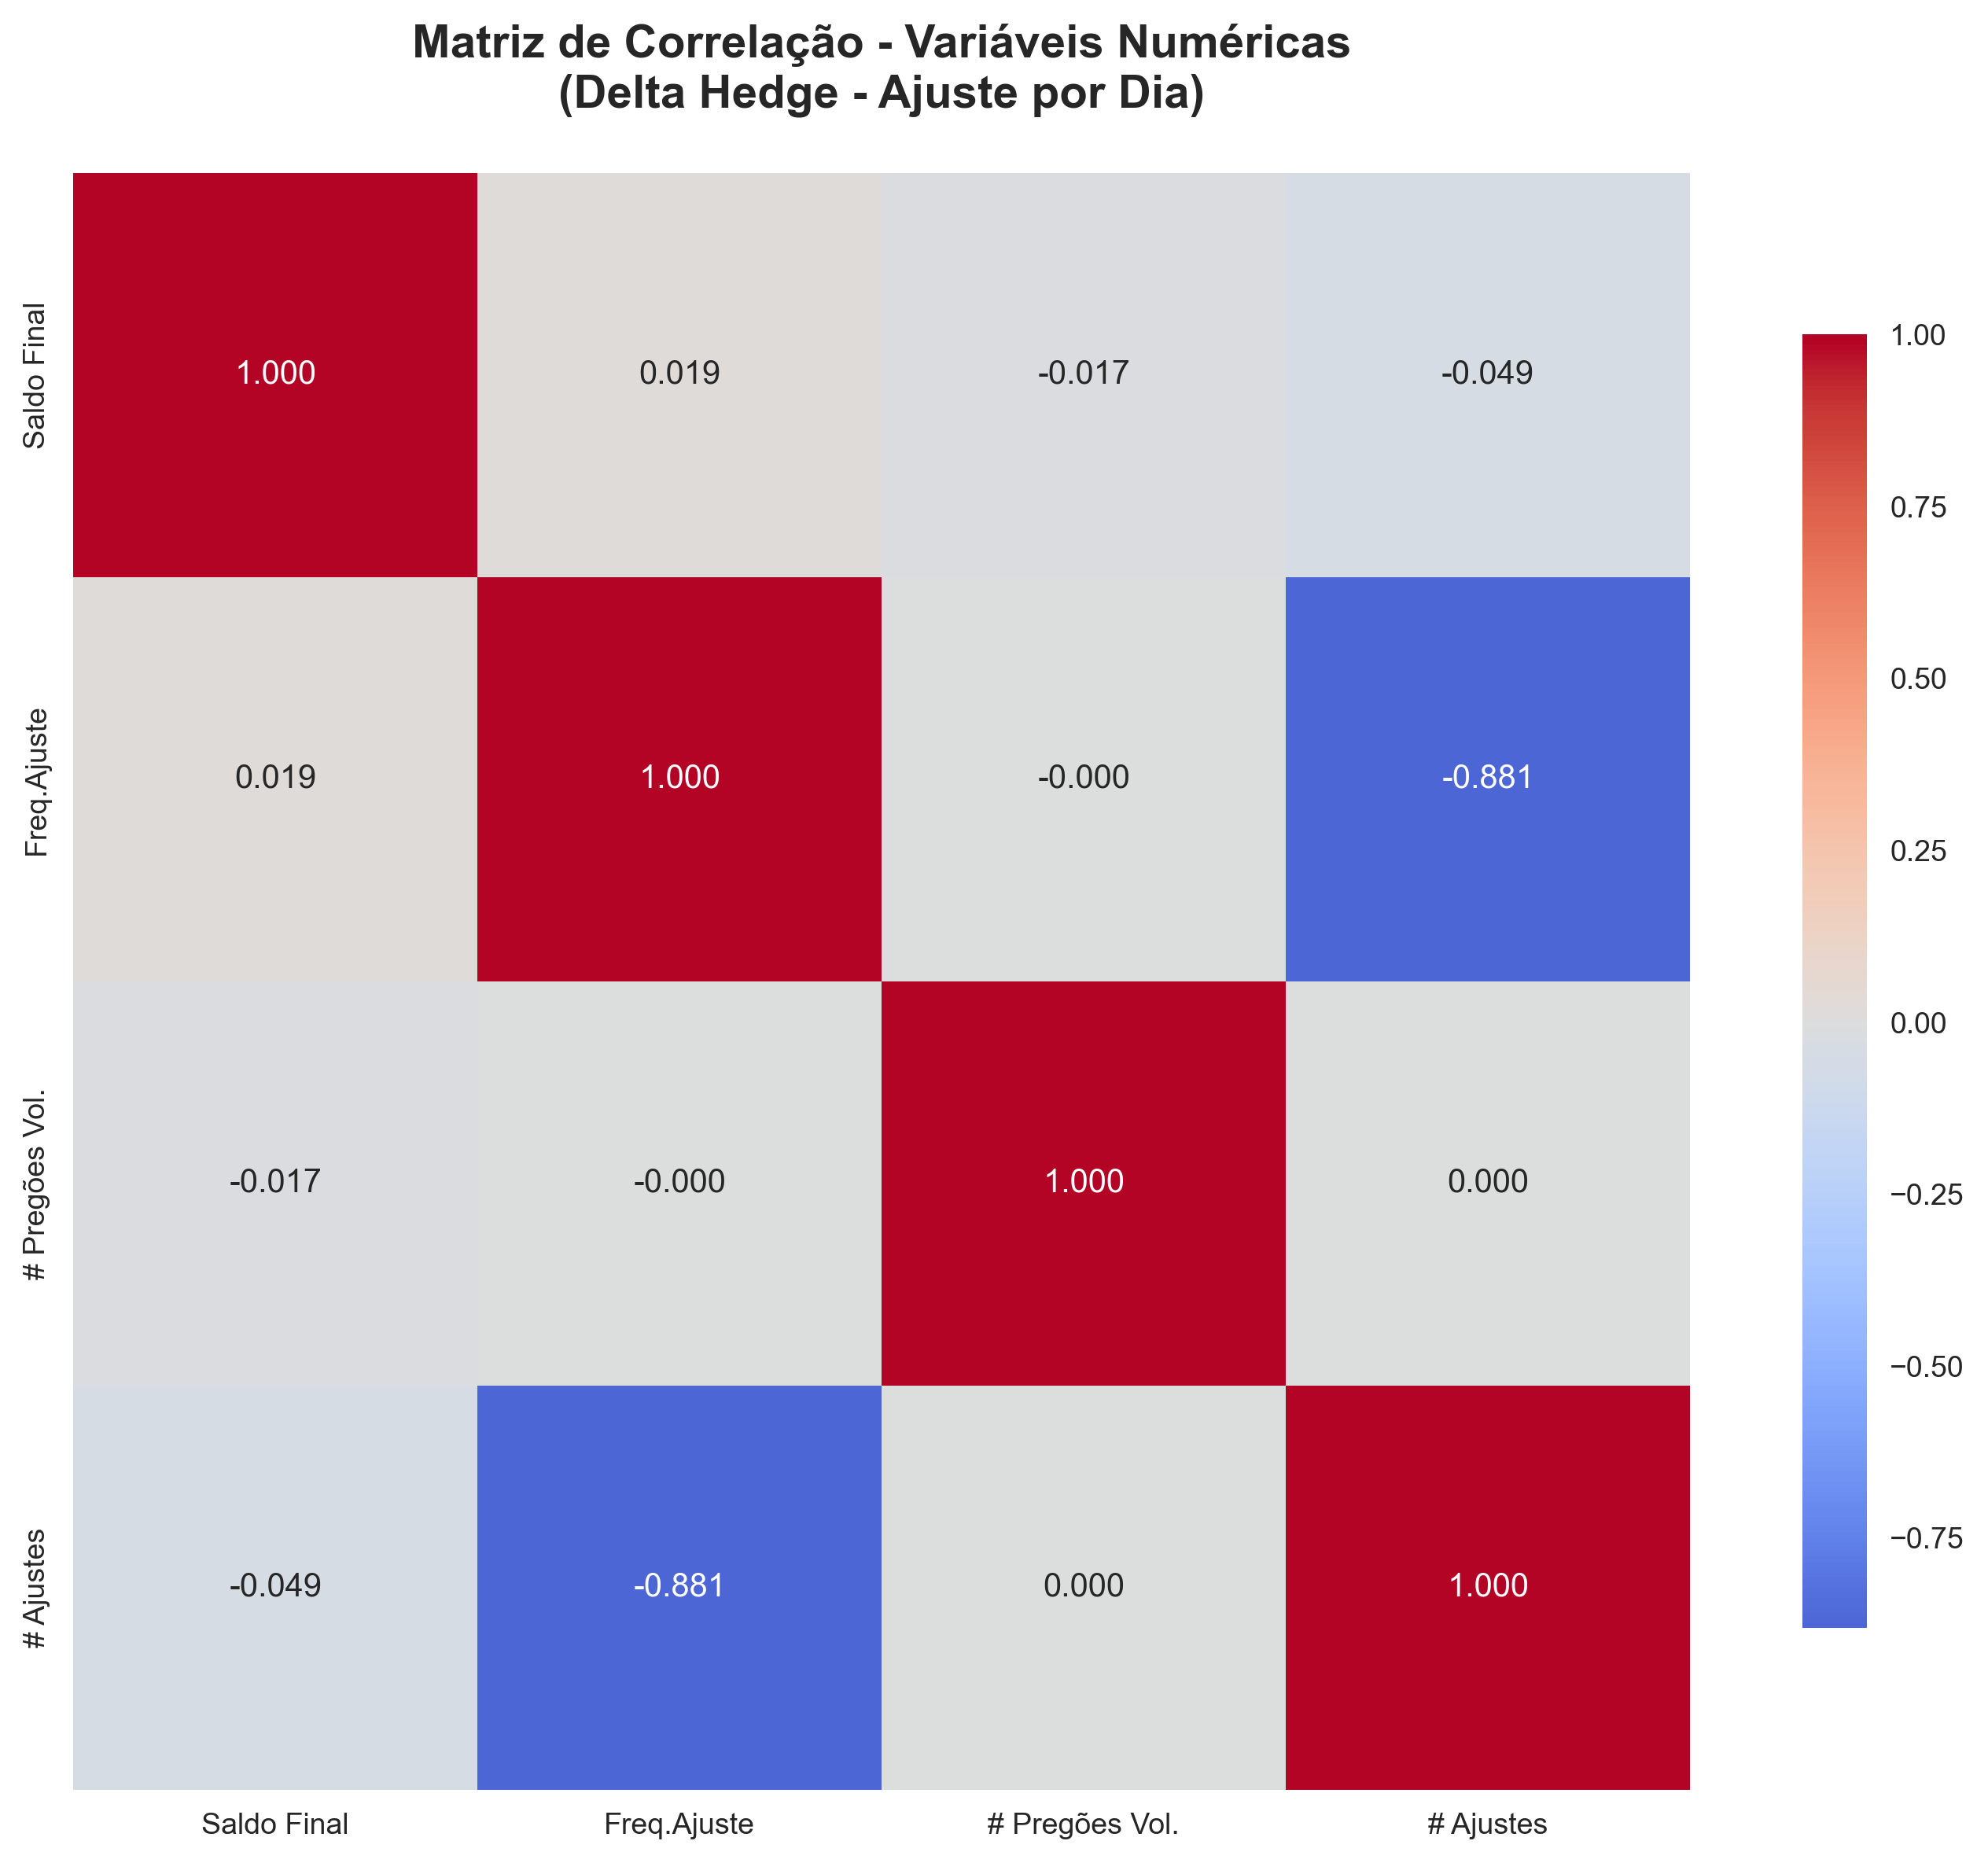 Matriz de Correlação - Variáveis Numéricas
(Delta Hedge - Ajuste por Dia)
Saldo Final
1.000
0.019
-0.017
-0.049
Freq.Ajuste
0.019
1.000
-0.000
-0.881
# Pregões Vol.
-0.017
-0.000
1.000
0.000
# Ajustes
-0.049
-0.881
0.000
1.000
Saldo Final
Freq.Ajuste
# Pregões Vol.
# Ajustes
1.00
0.75
0.50
0.25
0.00
−0.25
−0.50
−0.75